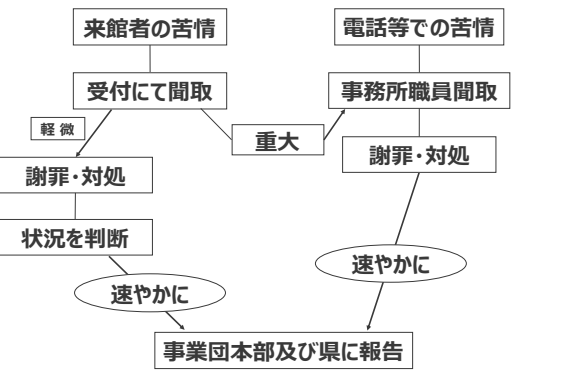 来館者の苦情
電話等での苦情
受付にて聞取
事務所職員聞取
軽 微
重大
謝罪・対処
謝罪・対処
状況を判断
速やかに
速やかに
事業団本部及び県に報告